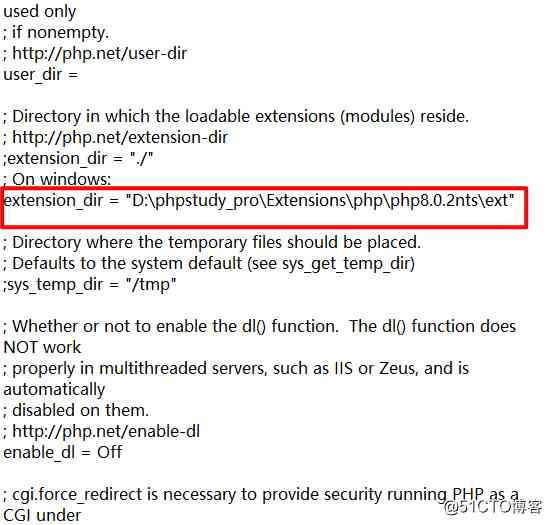 used only
; if nonempty.
; http://php.net/user-dir
user_dir =
; Directory in which the loadable extensions (modules) reside.
; http://php.net/extension-dir
;extension_dir = "./"
; On windows:
extension_dir = "D:\phpstudy_pro\Extensions\php\php8.0.2nts\ext"
; Directory where the temporary files should be placed.
; Defaults to the system default (see sys_get_temp_dir)
;sys_temp_dir = "/tmp"
; Whether or not to enable the dl() function.  The dl() function does
NOT work
; properly in multithreaded servers, such as IIS or Zeus, and is
automatically
; disabled on them.
; http://php.net/enable-dl
enable_dl = Off
; cgi.force_redirect is necessary to provide security running PHP as a
CGI under
@51CTO博客